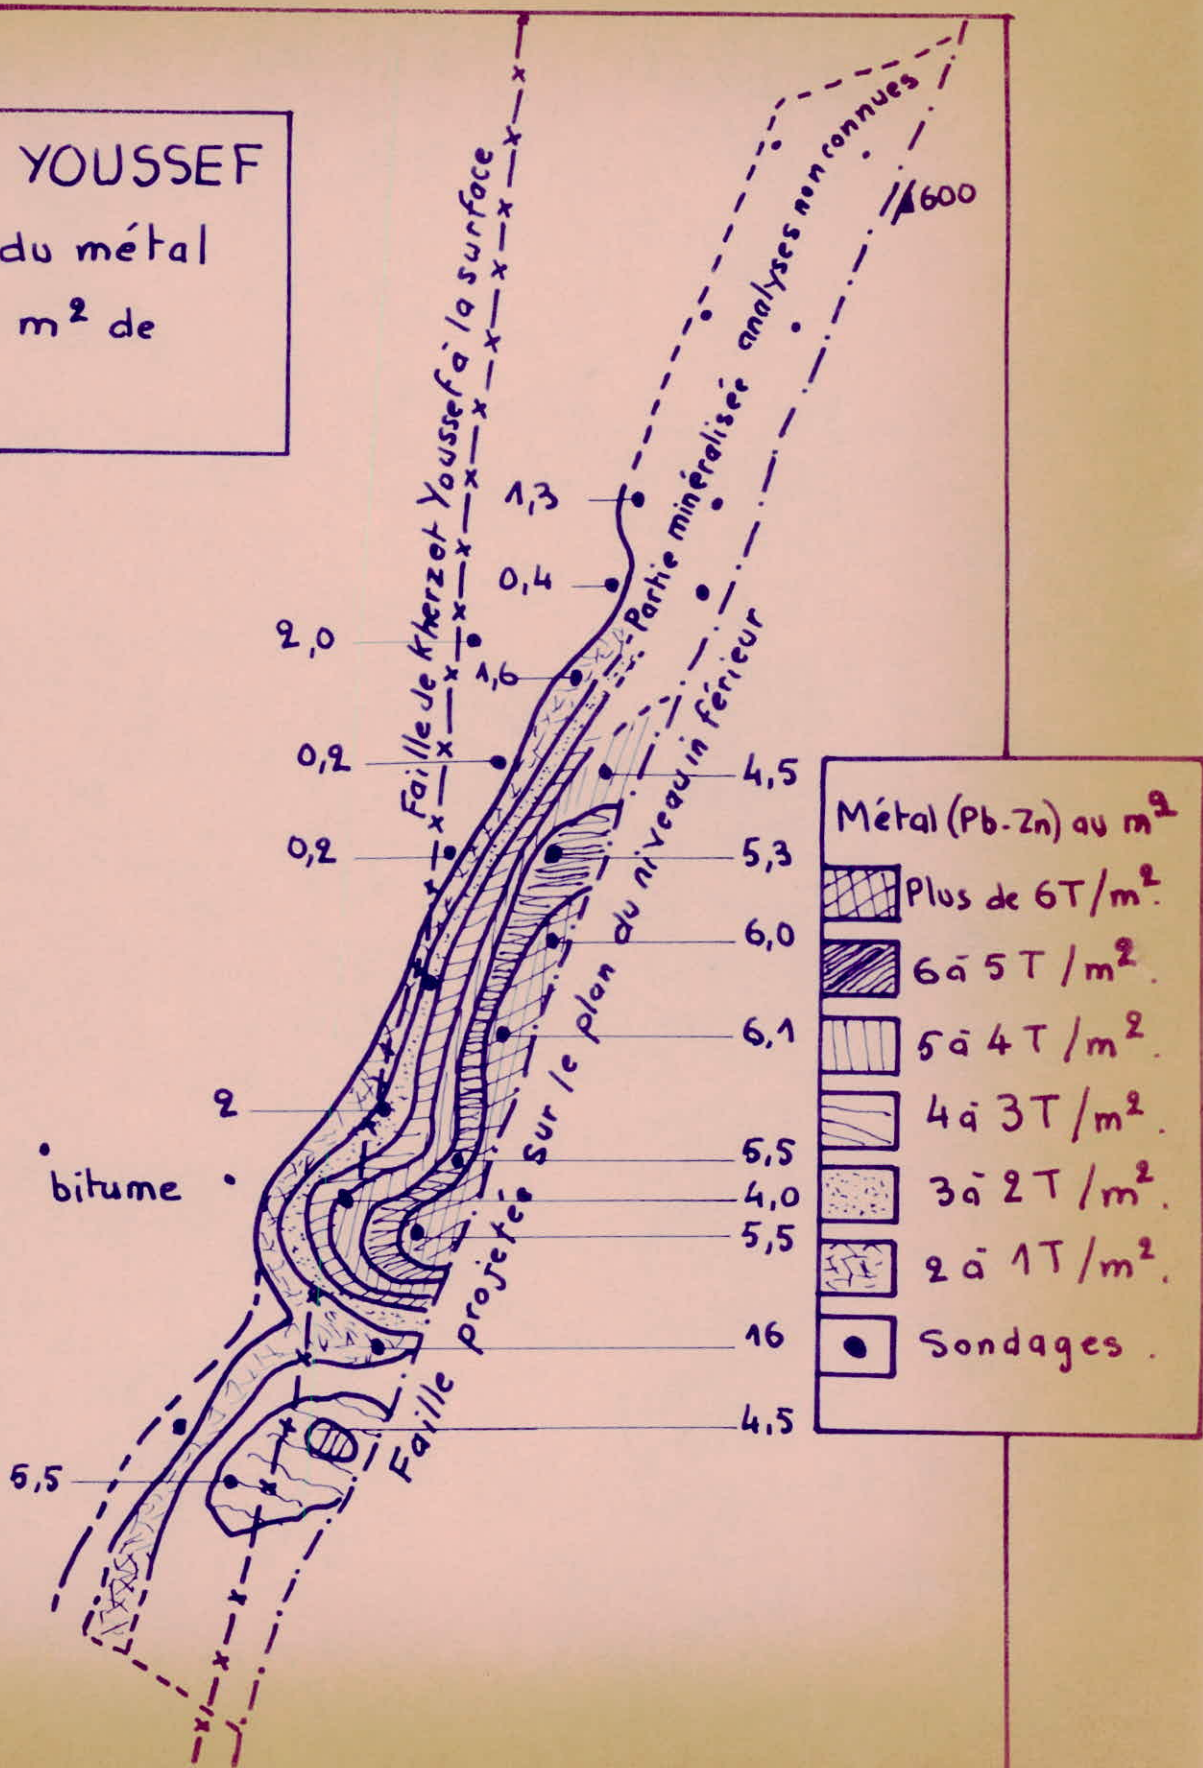 YOUSSEF
du métal
m² de
Faille de Kherzet Youssef à la surface
Partie minéralisée analyses non connues
600
1,3
0,4
2,0
1,6
0,2
0,2
2
bitume
5,5
4,5
5,3
6,0
6,1
5,5
4,0
5,5
16
4,5
Faille projetée sur le plan du niveau inférieur
Métal (Pb-Zn) au m²
Plus de 6T/m².
6 à 5 T/m².
5 à 4 T/m².
4 à 3T/m².
3 à 2 T/m².
2 à 1T/m².
Sondages.